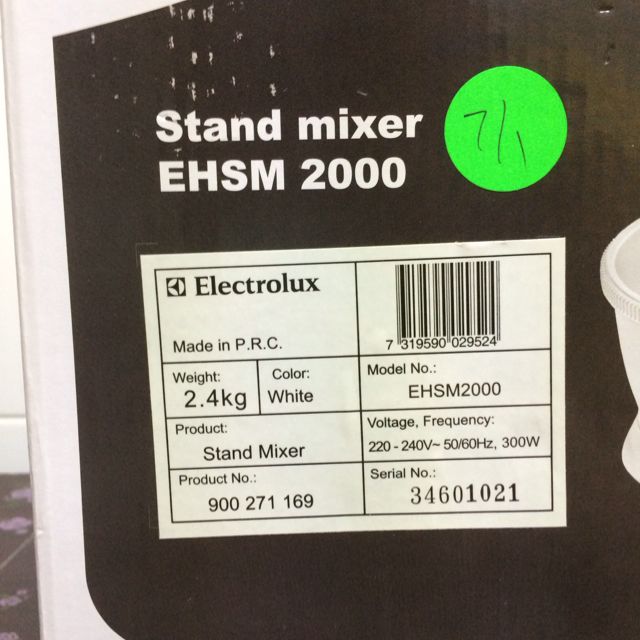 Stand mixer
EHSM 2000
7/1
Electrolux
Made in P.R.C.
7 319590 029524
Weight:
2.4kg
Color:
White
Model No.:
EHSM2000
Product:
Stand Mixer
Voltage, Frequency:
220 - 240V~ 50/60Hz, 300W
Product No.:
900 271 169
Serial No.:
34601021